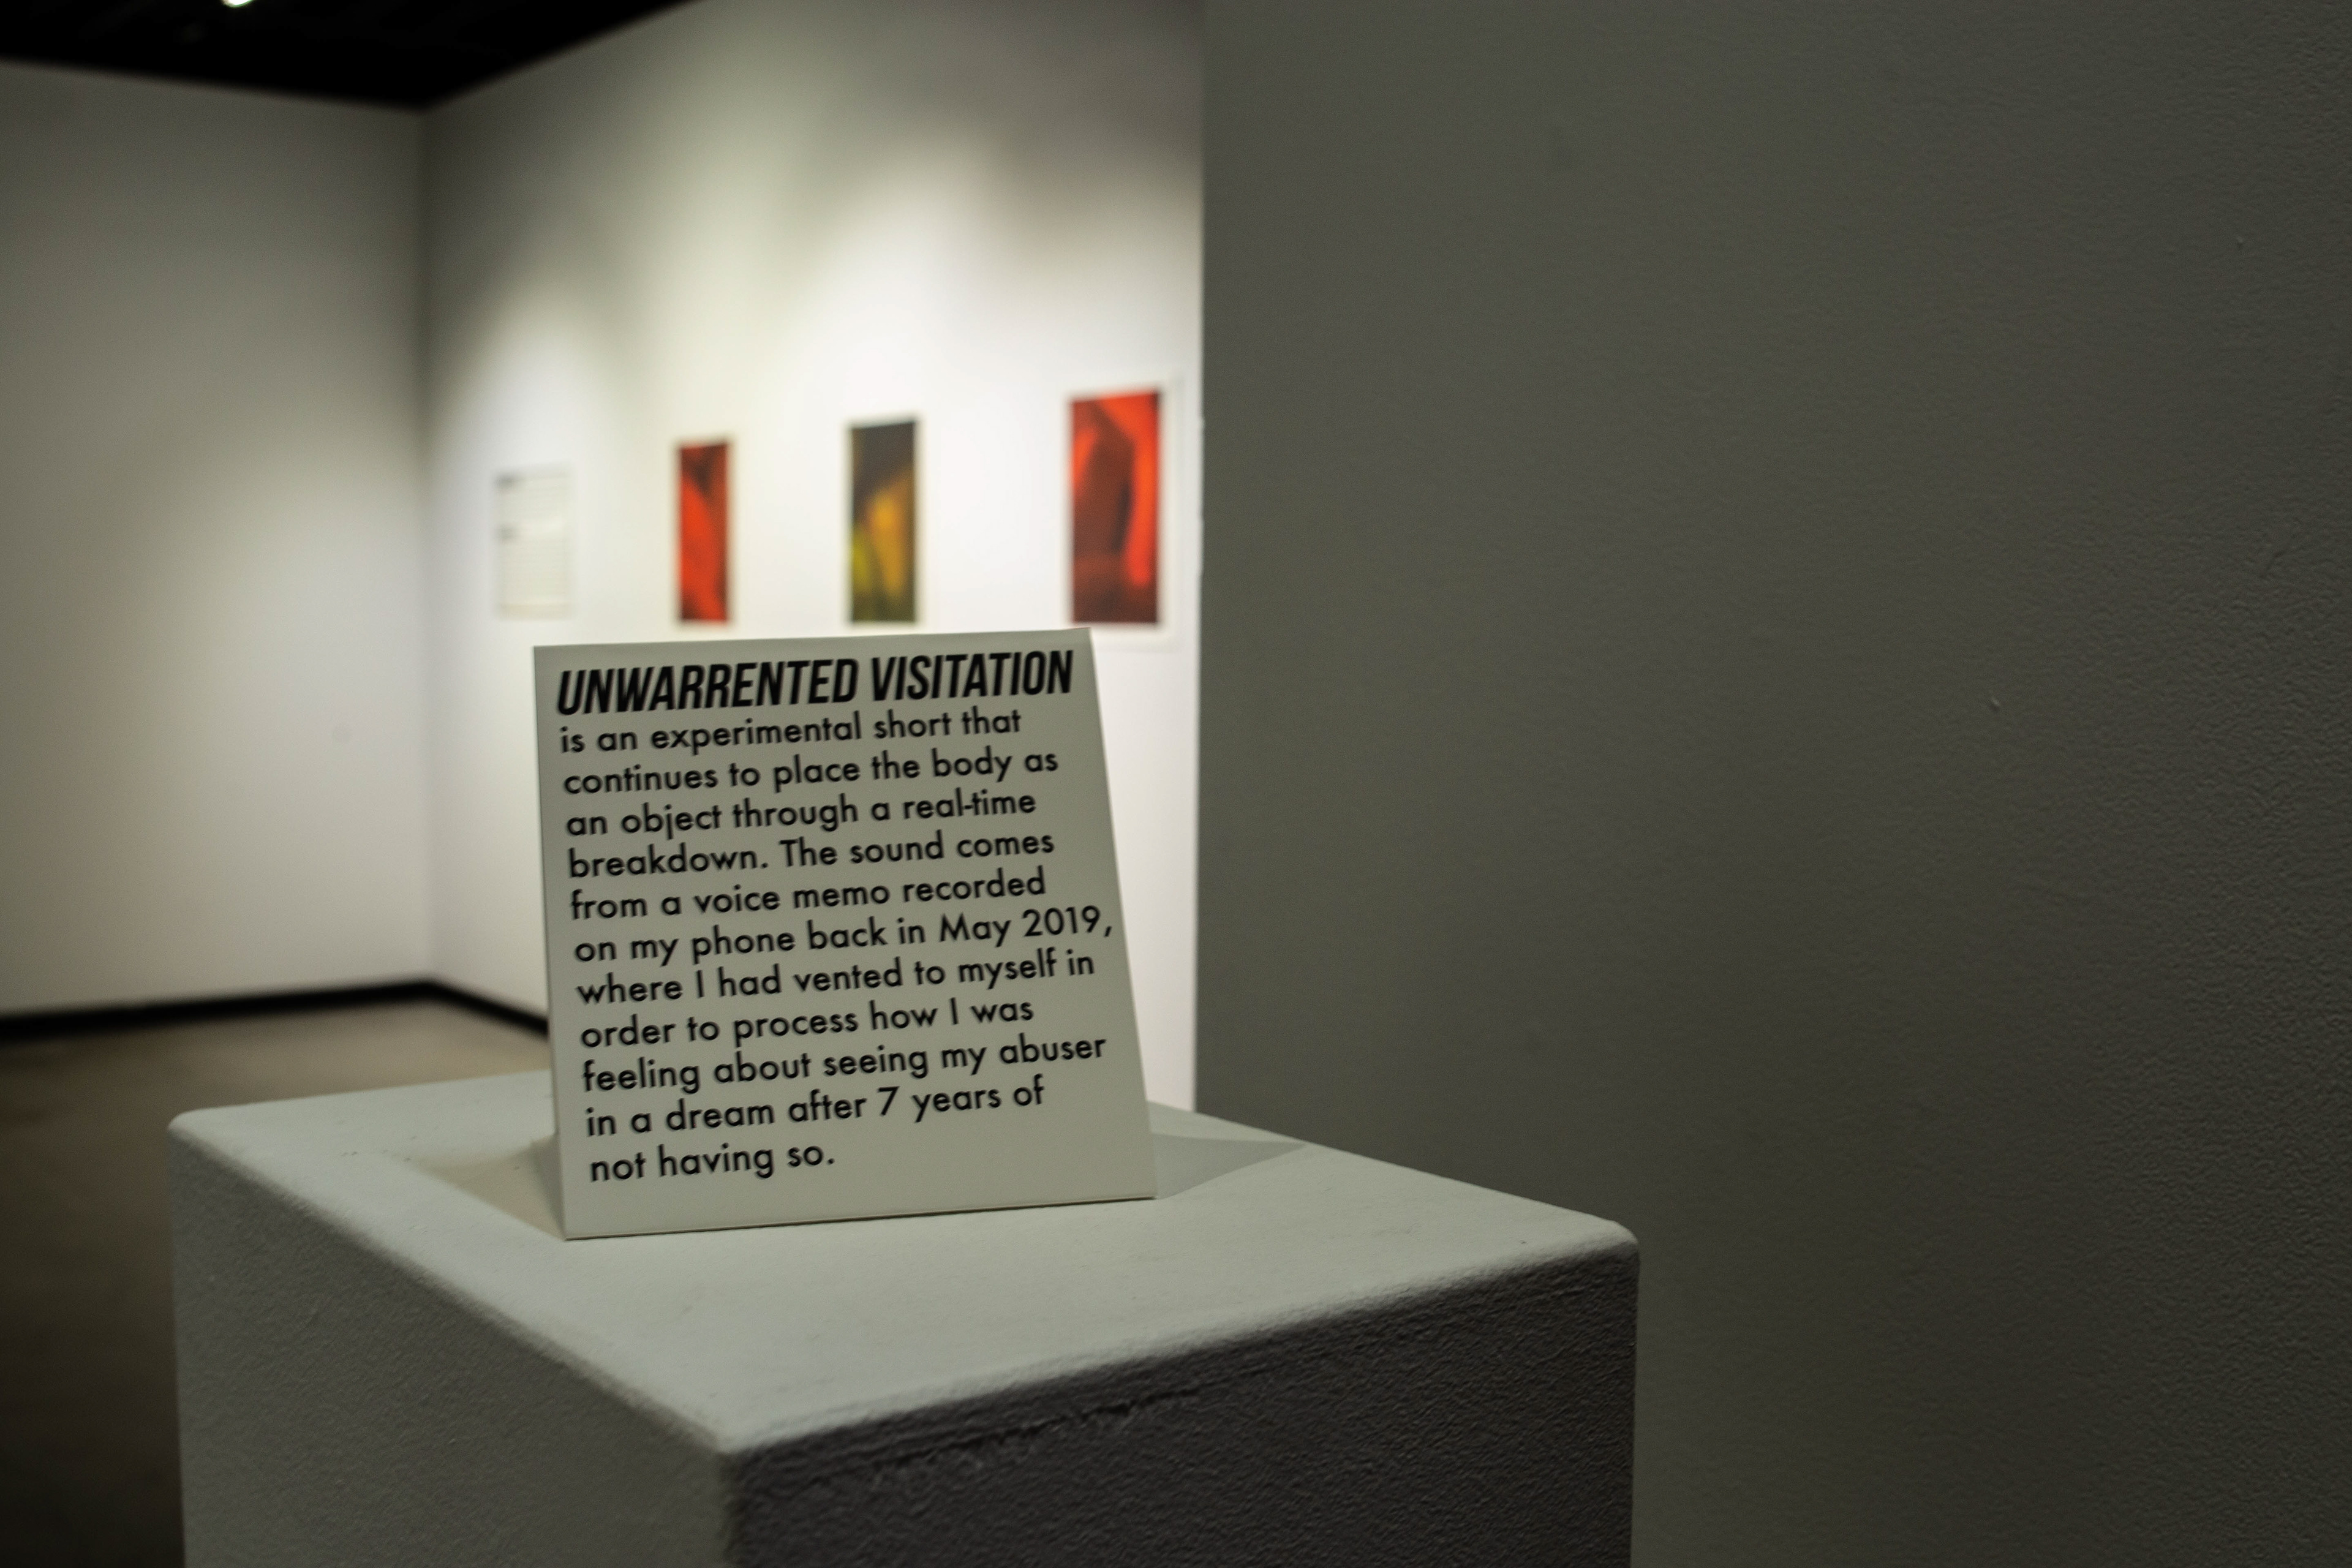 UNWARRENTED VISITATION
is an experimental short that
continues to place the body as
an object through a real-time
breakdown. The sound comes
from a voice memo recorded
on my phone back in May 2019,
where I had vented to myself in
order to process how I was
feeling about seeing my abuser
in a dream after 7 years of
not having so.